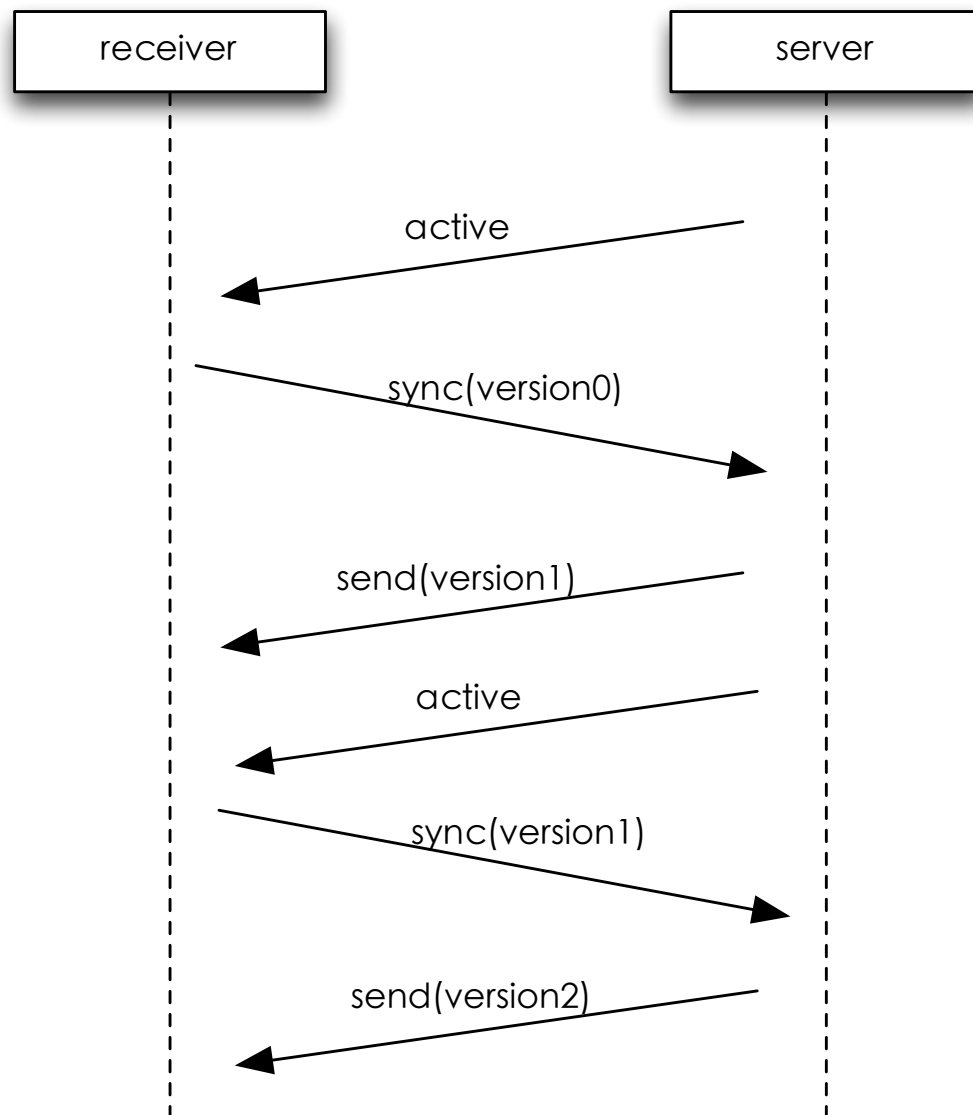 receiver
server
active
sync(version0)
send(version1)
active
sync(version1)
send(version2)